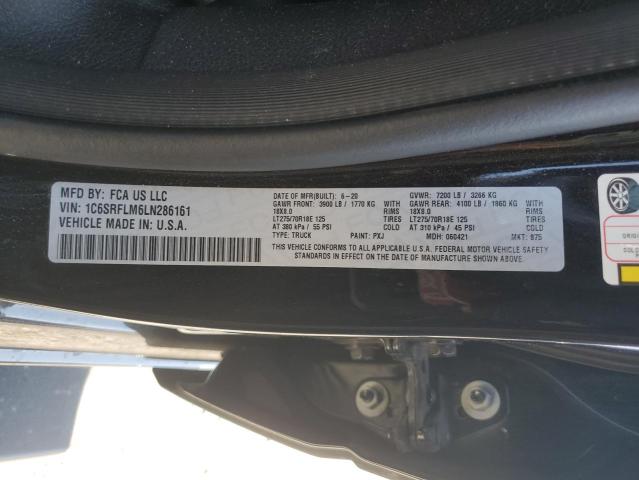 MFD BY: FCA US LLC
VIN: 1C6SRFLM6LN286161
VEHICLE MADE IN: U.S.A.
DATE OF MFR(BUILT): 6-20 GVWR: 7200 LB / 3266 KG
GAWR FRONT: 3900 LB / 1770 KG GAWR REAR: 4100 LB / 1860 KG
18X8.0 RIMS 18X8.0 RIMS
LT275/70R18E 125 TIRES LT275/70R18E 125 TIRES
AT 380 kPa / 55 PSI COLD AT 310 kPa / 45 PSI COLD
TYPE: TRUCK PAINT: PXJ MDH: 060421 MKT: 875
THIS VEHICLE CONFORMS TO ALL APPLICABLE U.S.A. FEDERAL MOTOR VEHICLE SAFETY
STANDARDS IN EFFECT ON THE DATE OF MANUFACTURE SHOWN ABOVE.